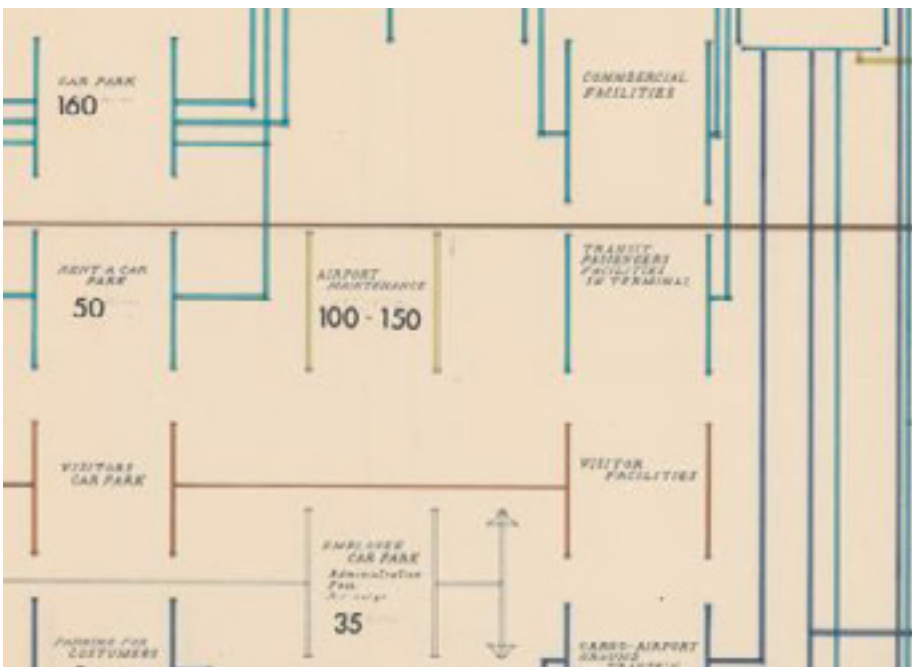 CAR PARK
160
COMMERCIAL
FACILITIES
RENT A CAR
PARK
50
AIRPORT
MAINTENANCE
100 - 150
TRANSIT
PASSENGERS
FACILITIES
IN TERMINAL
VISITORS
CAR PARK
VISITOR
FACILITIES
EMPLOYEE
CAR PARK
Administration
35
PARKING FOR
COSTUMERS
CARGO-AIRPORT
GROUND